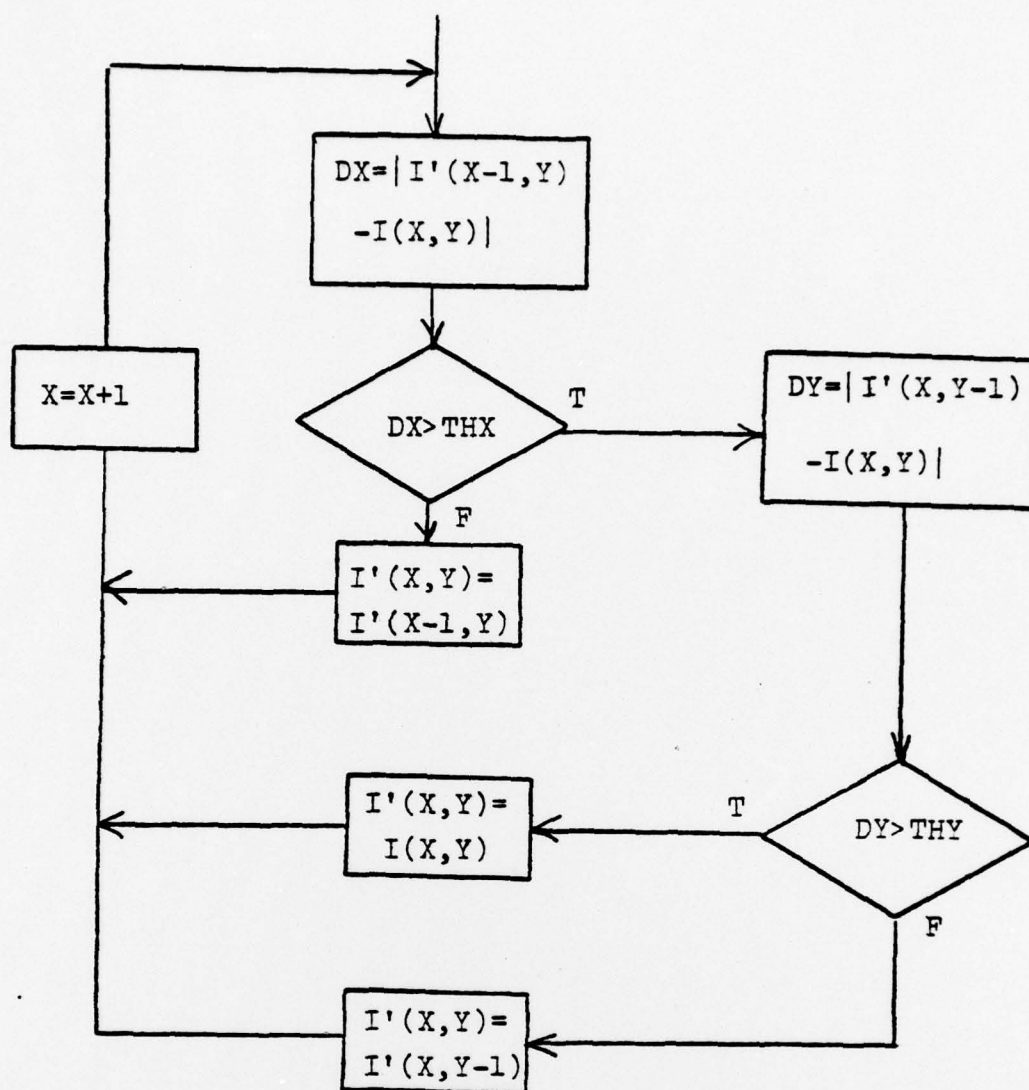 DX=|I'(X-1,Y)
-I(X,Y)|
X=X+1
DX>THX
T
DY=|I'(X,Y-1)
-I(X,Y)|
F
I'(X,Y)=
I'(X-1,Y)
I'(X,Y)=
I(X,Y)
T
DY>THY
F
I'(X,Y)=
I'(X,Y-1)